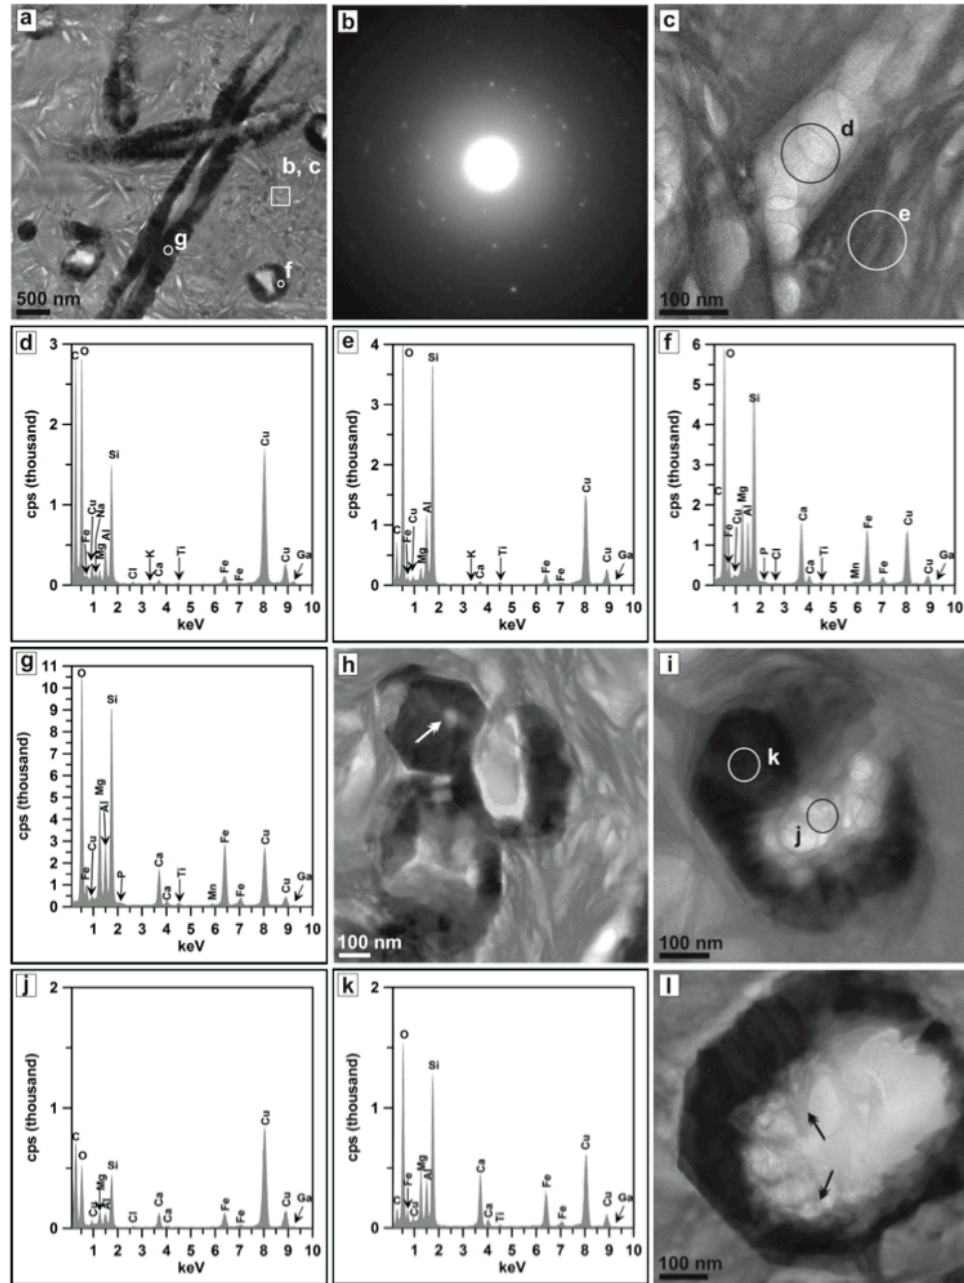 a
b, c
g
f
500 nm
b
c
d
e
100 nm
d
cps (thousand)
3
2
1
0
C O Fe Cu Na Mg Al Si Cl K Ca Ti Fe Fe Cu Cu Ga
1 2 3 4 5 6 7 8 9 10
keV
e
cps (thousand)
4
3
2
1
0
C O Fe Cu Mg Al Si K Ca Ti Fe Fe Cu Cu Ga
1 2 3 4 5 6 7 8 9 10
keV
f
cps (thousand)
6
5
4
3
2
1
0
C O Fe Cu Mg Al Si P Cl Ca Ca Ti Mn Fe Fe Cu Cu Ga
1 2 3 4 5 6 7 8 9 10
keV
g
cps (thousand)
11
10
9
8
7
6
5
4
3
2
1
0
O Fe Cu Mg Al Si P Ca Ca Ti Mn Fe Fe Cu Cu Ga
1 2 3 4 5 6 7 8 9 10
keV
h
100 nm
i
k
j
100 nm
j
cps (thousand)
2
1
0
C O Cu Mg Al Si Cl Ca Ca Fe Fe Cu Cu Ga
1 2 3 4 5 6 7 8 9 10
keV
k
cps (thousand)
2
1
0
C O Fe Cu Mg Al Si Ca Ca Ti Fe Fe Cu Cu Ga
1 2 3 4 5 6 7 8 9 10
keV
l
100 nm